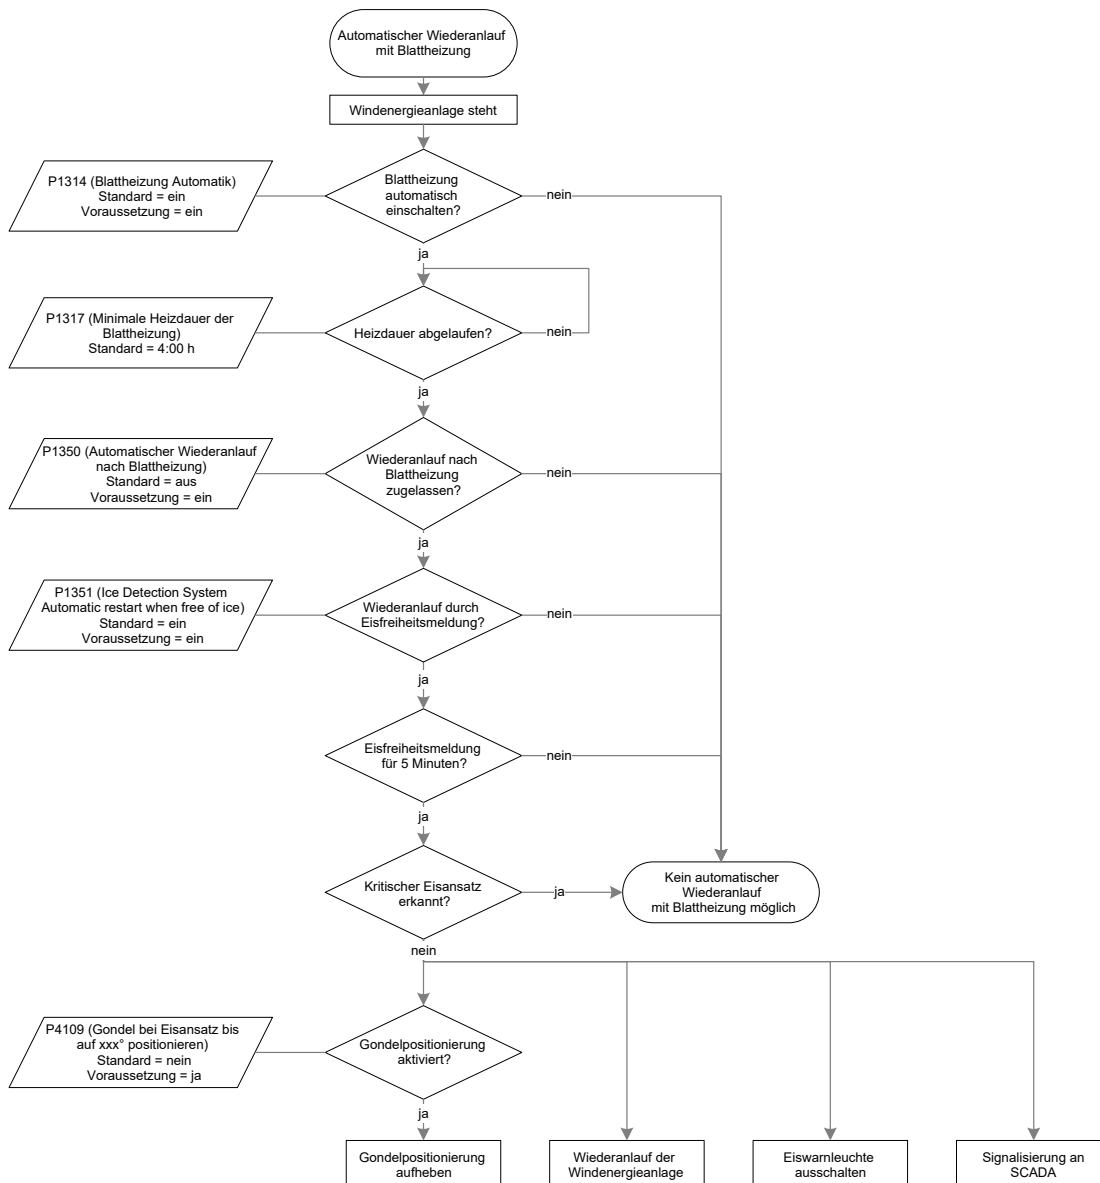 Automatischer Wiederanlauf
mit Blattheizung
Windenergieanlage steht
P1314 (Blattheizung Automatik)
Standard = ein
Voraussetzung = ein
Blattheizung
automatisch
einschalten?
nein
ja
P1317 (Minimale Heizdauer der
Blattheizung)
Standard = 4:00 h
Heizdauer abgelaufen?
nein
ja
P1350 (Automatischer Wiederanlauf
nach Blattheizung)
Standard = aus
Voraussetzung = ein
Wiederanlauf nach
Blattheizung
zugelassen?
nein
ja
P1351 (Ice Detection System
Automatic restart when free of ice)
Standard = ein
Voraussetzung = ein
Wiederanlauf durch
Eisfreiheitsmeldung?
nein
ja
Eisfreiheitsmeldung
für 5 Minuten?
nein
ja
Kritischer Eisansatz
erkannt?
ja
Kein automatischer
Wiederanlauf
mit Blattheizung möglich
nein
P4109 (Gondel bei Eisansatz bis
auf xxx° positionieren)
Standard = nein
Voraussetzung = ja
Gondelpositionierung
aktiviert?
ja
Gondelpositionierung
aufheben
Wiederanlauf der
Windenergieanlage
Eiswarnleuchte
ausschalten
Signalisierung an
SCADA